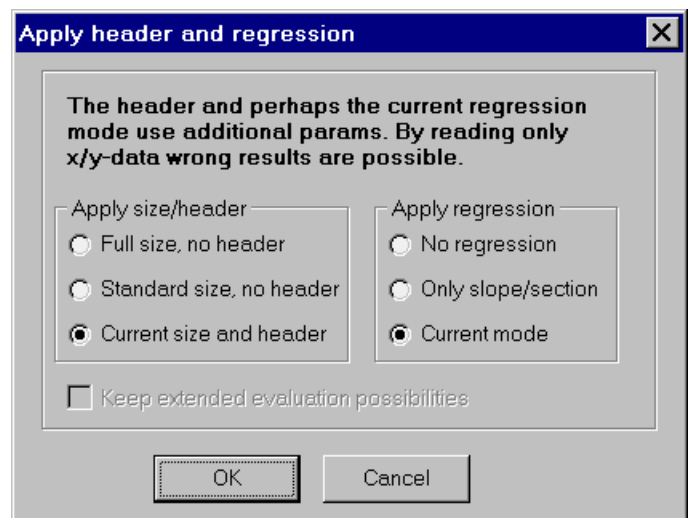 Apply header and regression
The header and perhaps the current regression
mode use additional params. By reading only
x/y-data wrong results are possible.
Apply size/header
Full size, no header
Standard size, no header
Current size and header
Apply regression
No regression
Only slope/section
Current mode
Keep extended evaluation possibilities
OK
Cancel